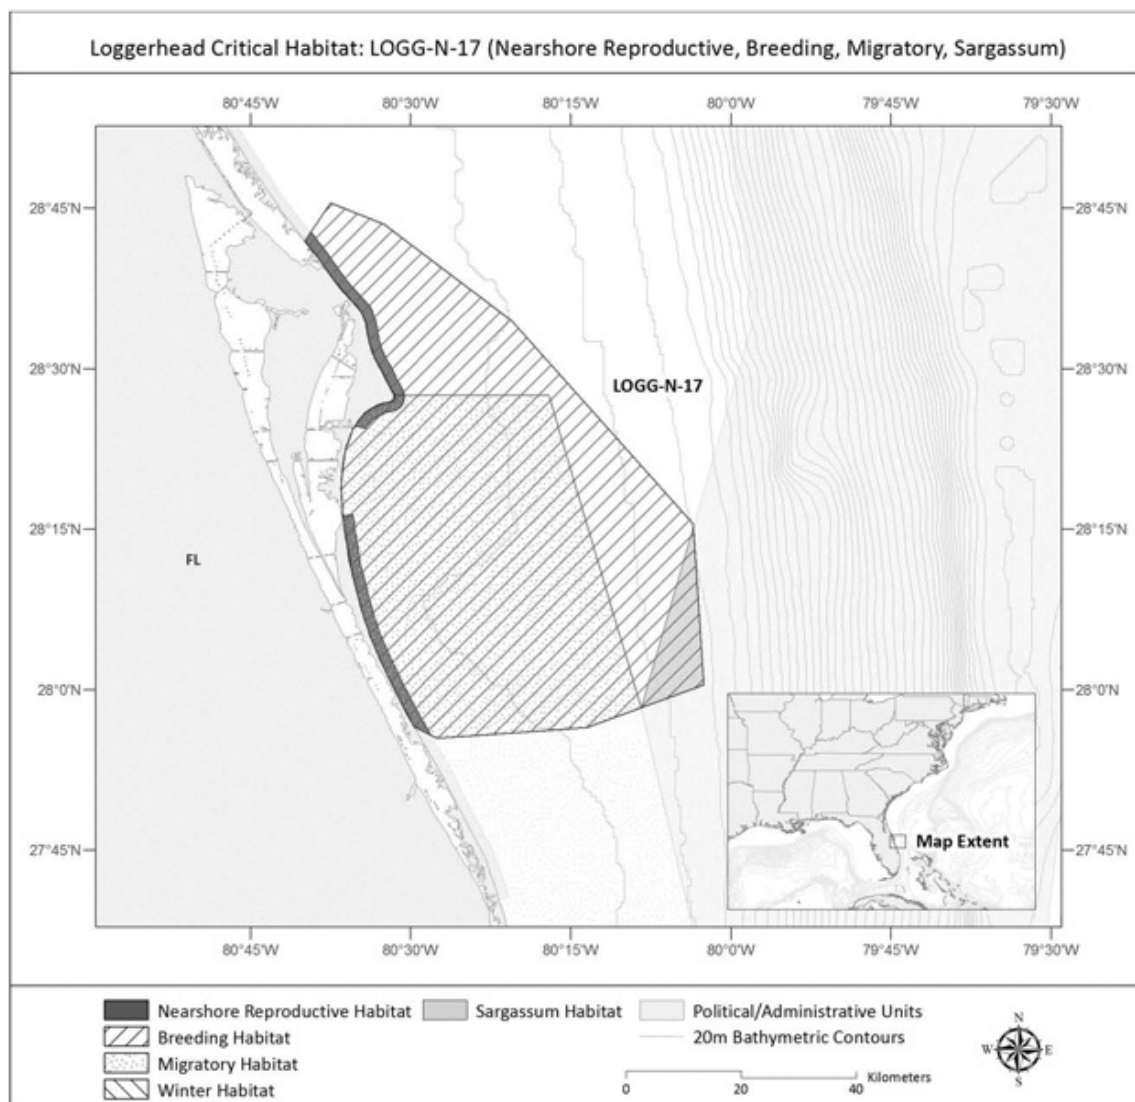 Loggerhead Critical Habitat: LOGG-N-17 (Nearshore Reproductive, Breeding, Migratory, Sargassum)
80°45'W 80°30'W 80°15'W 80°0'W 79°45'W 79°30'W
28°45'N 28°45'N
28°30'N 28°30'N
LOGG-N-17
28°15'N 28°15'N
FL
28°0'N 28°0'N
Map Extent
27°45'N 27°45'N
80°45'W 80°30'W 80°15'W 80°0'W 79°45'W 79°30'W
Nearshore Reproductive Habitat Sargassum Habitat Political/Administrative Units
Breeding Habitat 20m Bathymetric Contours
Migratory Habitat
Winter Habitat
Kilometers
0 20 40
N
W E
S